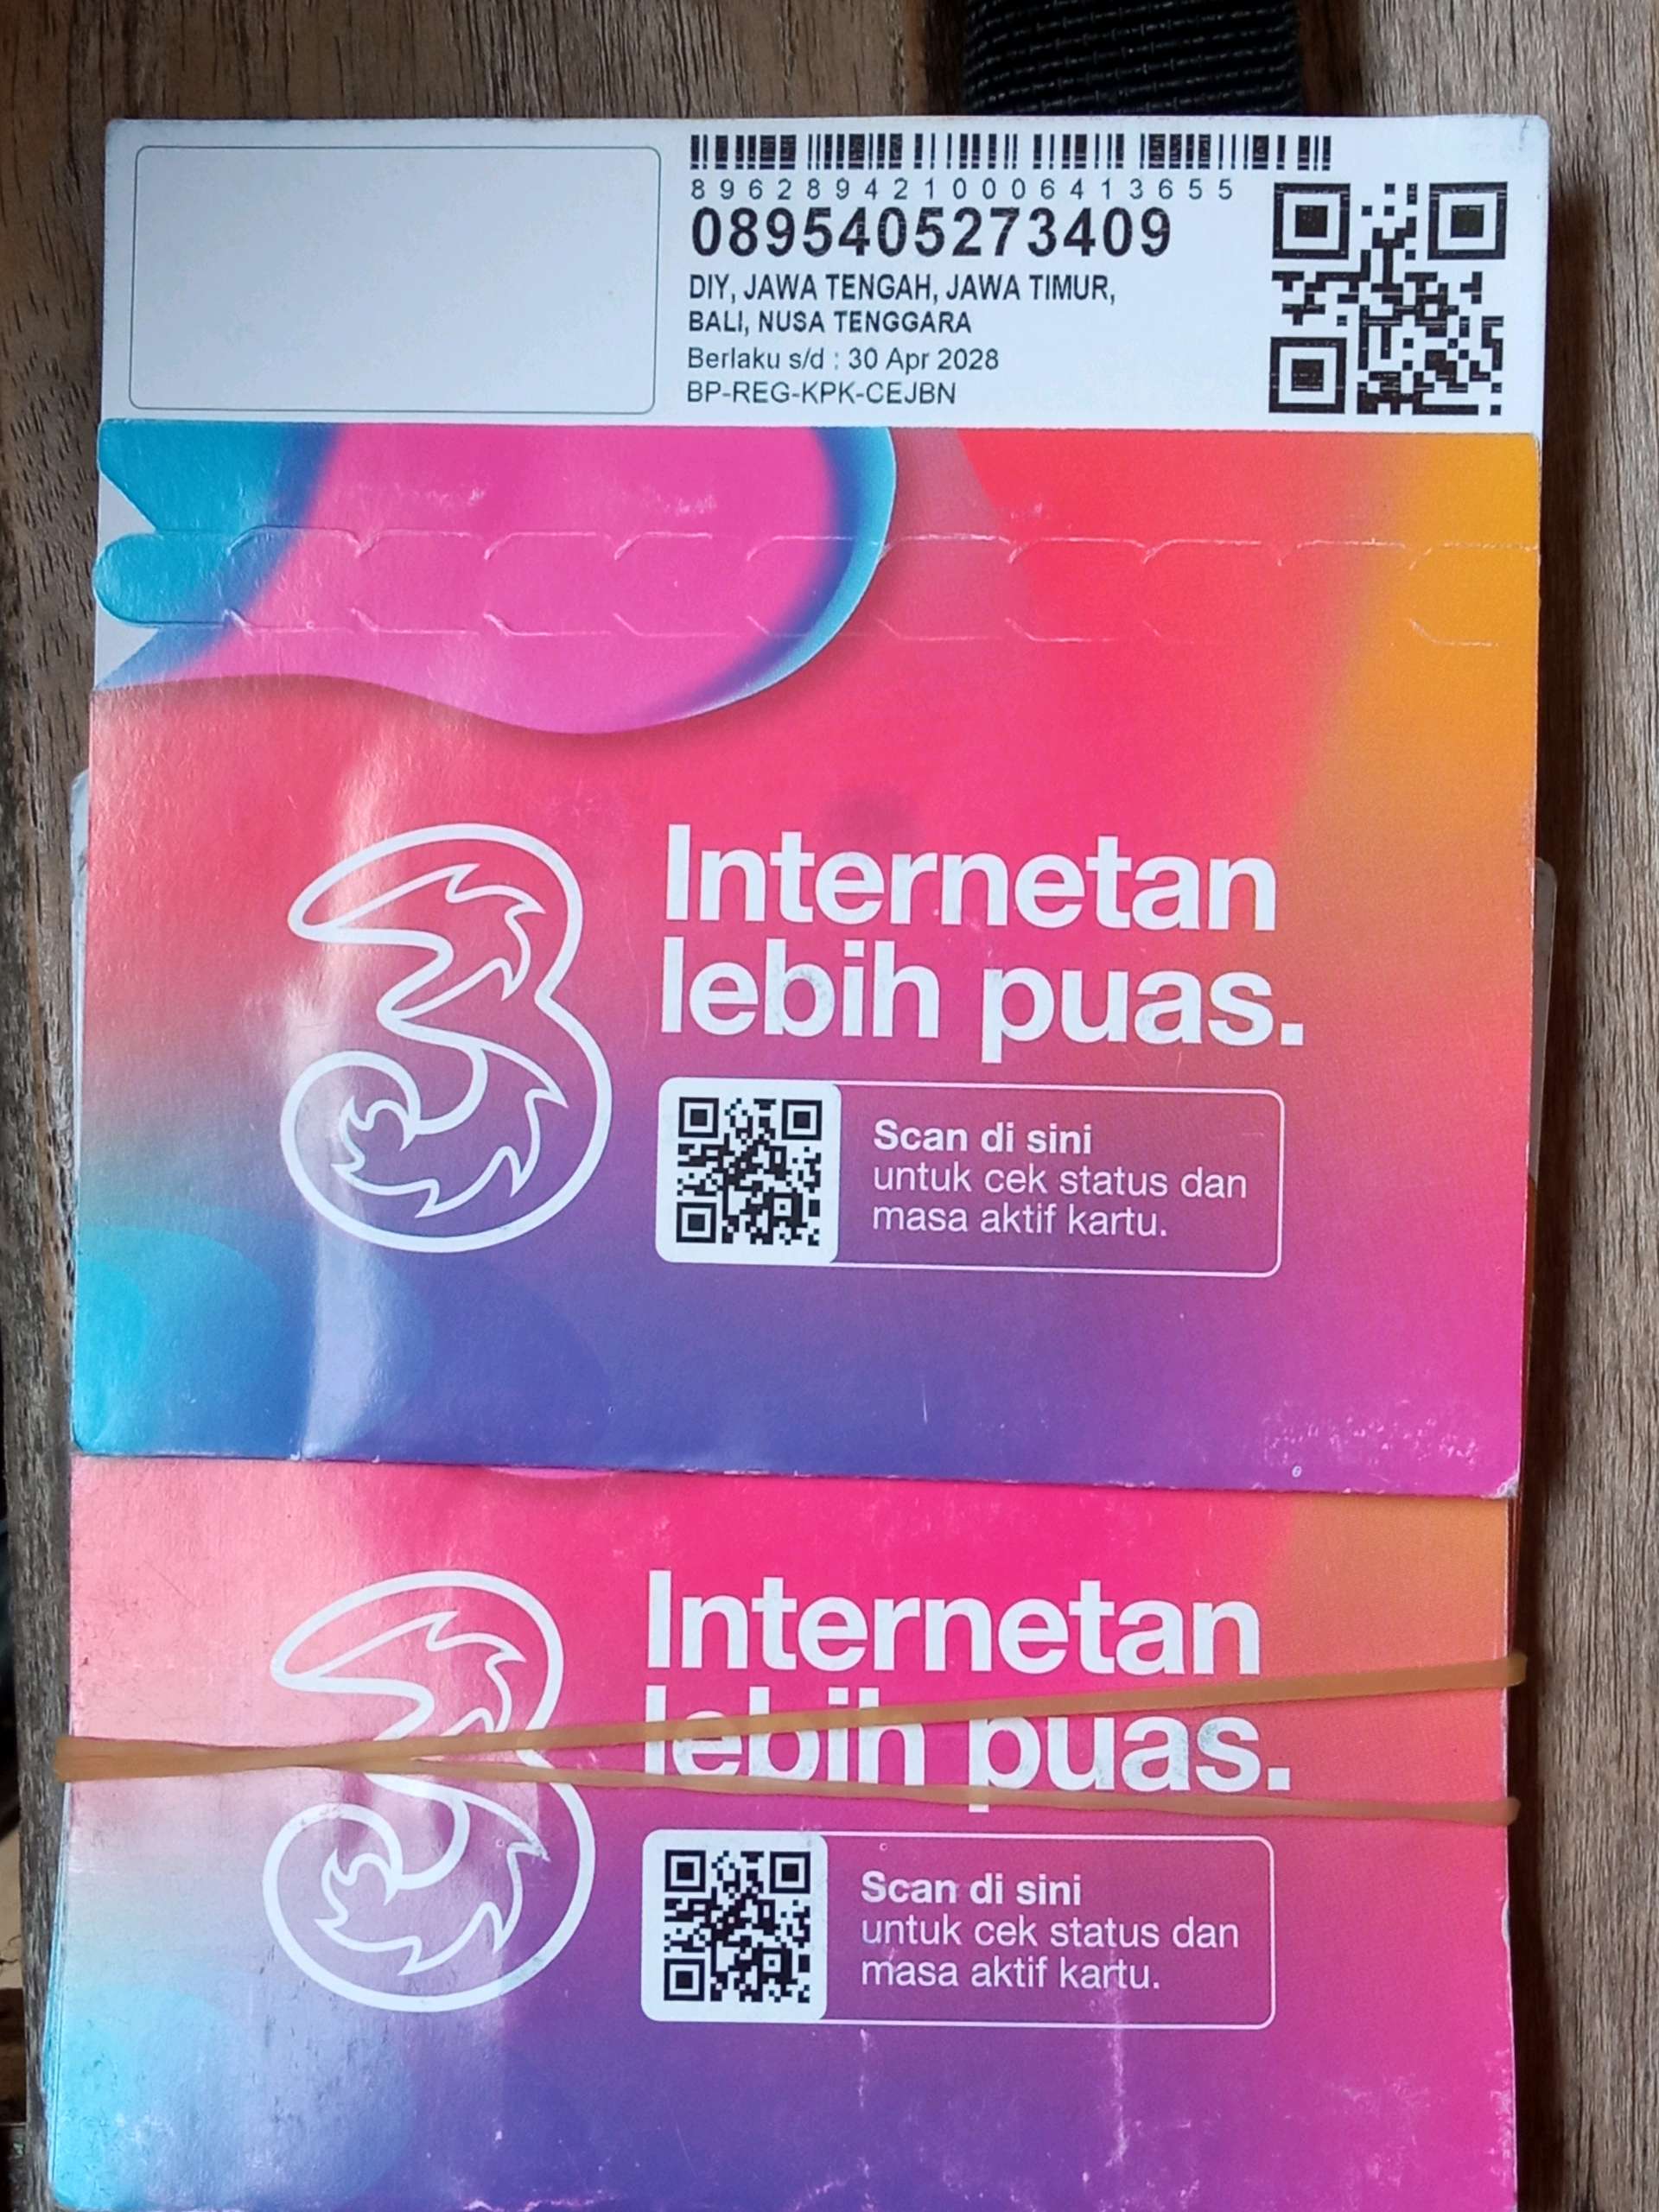 8962894210006413655
0895405273409
DIY, JAWA TENGAH, JAWA TIMUR,
BALI, NUSA TENGGARA
Berlaku s/d : 30 Apr 2028
BP-REG-KPK-CEJBN
3
Internetan
lebih puas.
Scan di sini
untuk cek status dan
masa aktif kartu.
3
Internetan
lebih puas.
Scan di sini
untuk cek status dan
masa aktif kartu.